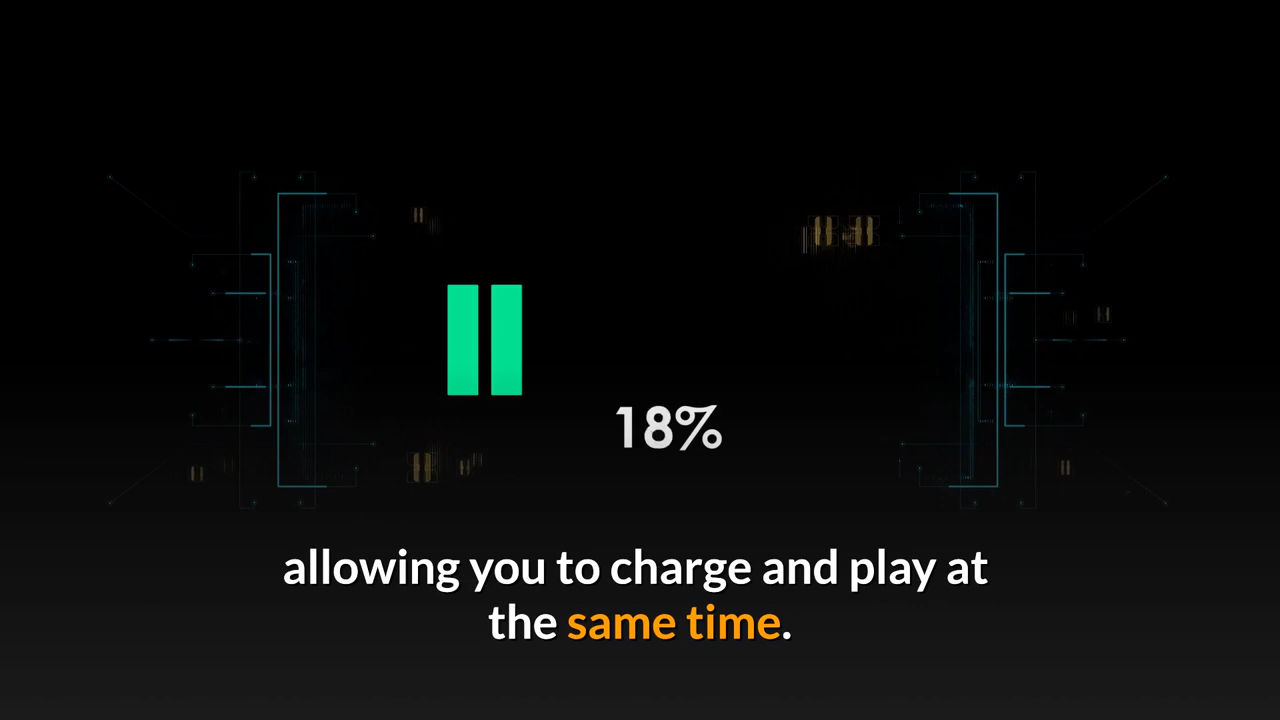 18%
allowing you to charge and play at
the same time.